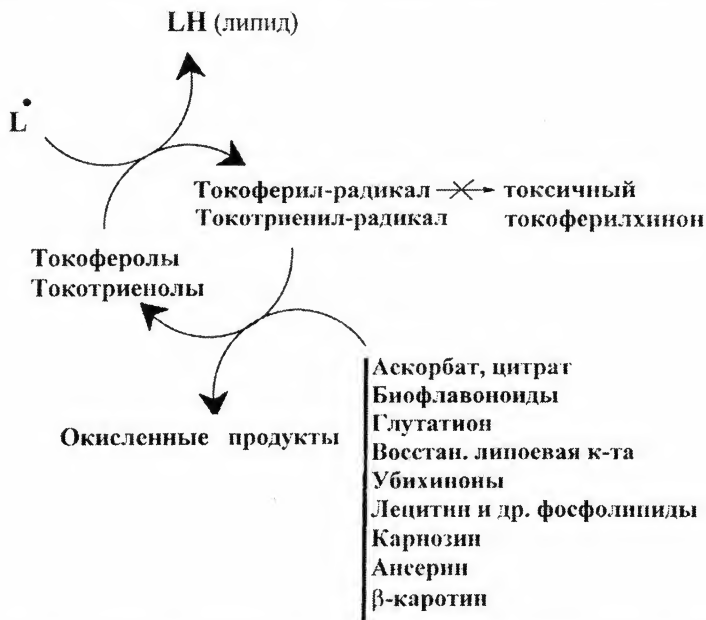 LH (липид)
L•
Токоферил-радикал токсичный
Токотриенил-радикал токоферилхинон
Токоферолы
Токотриенолы
Аскорбат, цитрат
Биофлавоноиды
Глутатион
Окисленные продукты
Восстан. липоевая к-та
Убихиноны
Лецитин и др. фосфолипиды
Карнозин
Ансерин
β-каротин